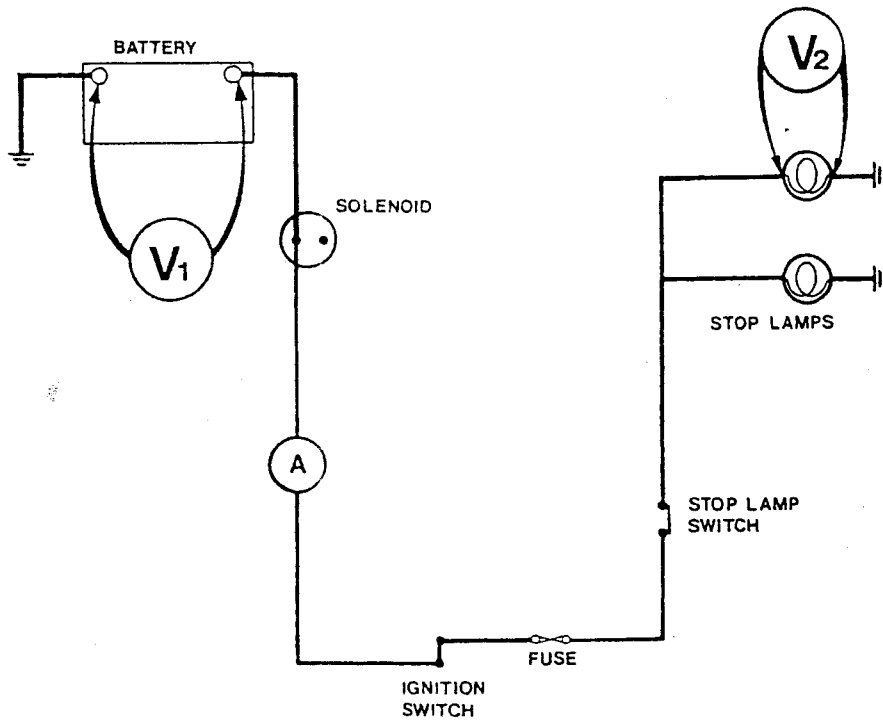 BATTERY
V2
SOLENOID
V1
STOP LAMPS
A
STOP LAMP
SWITCH
FUSE
IGNITION
SWITCH